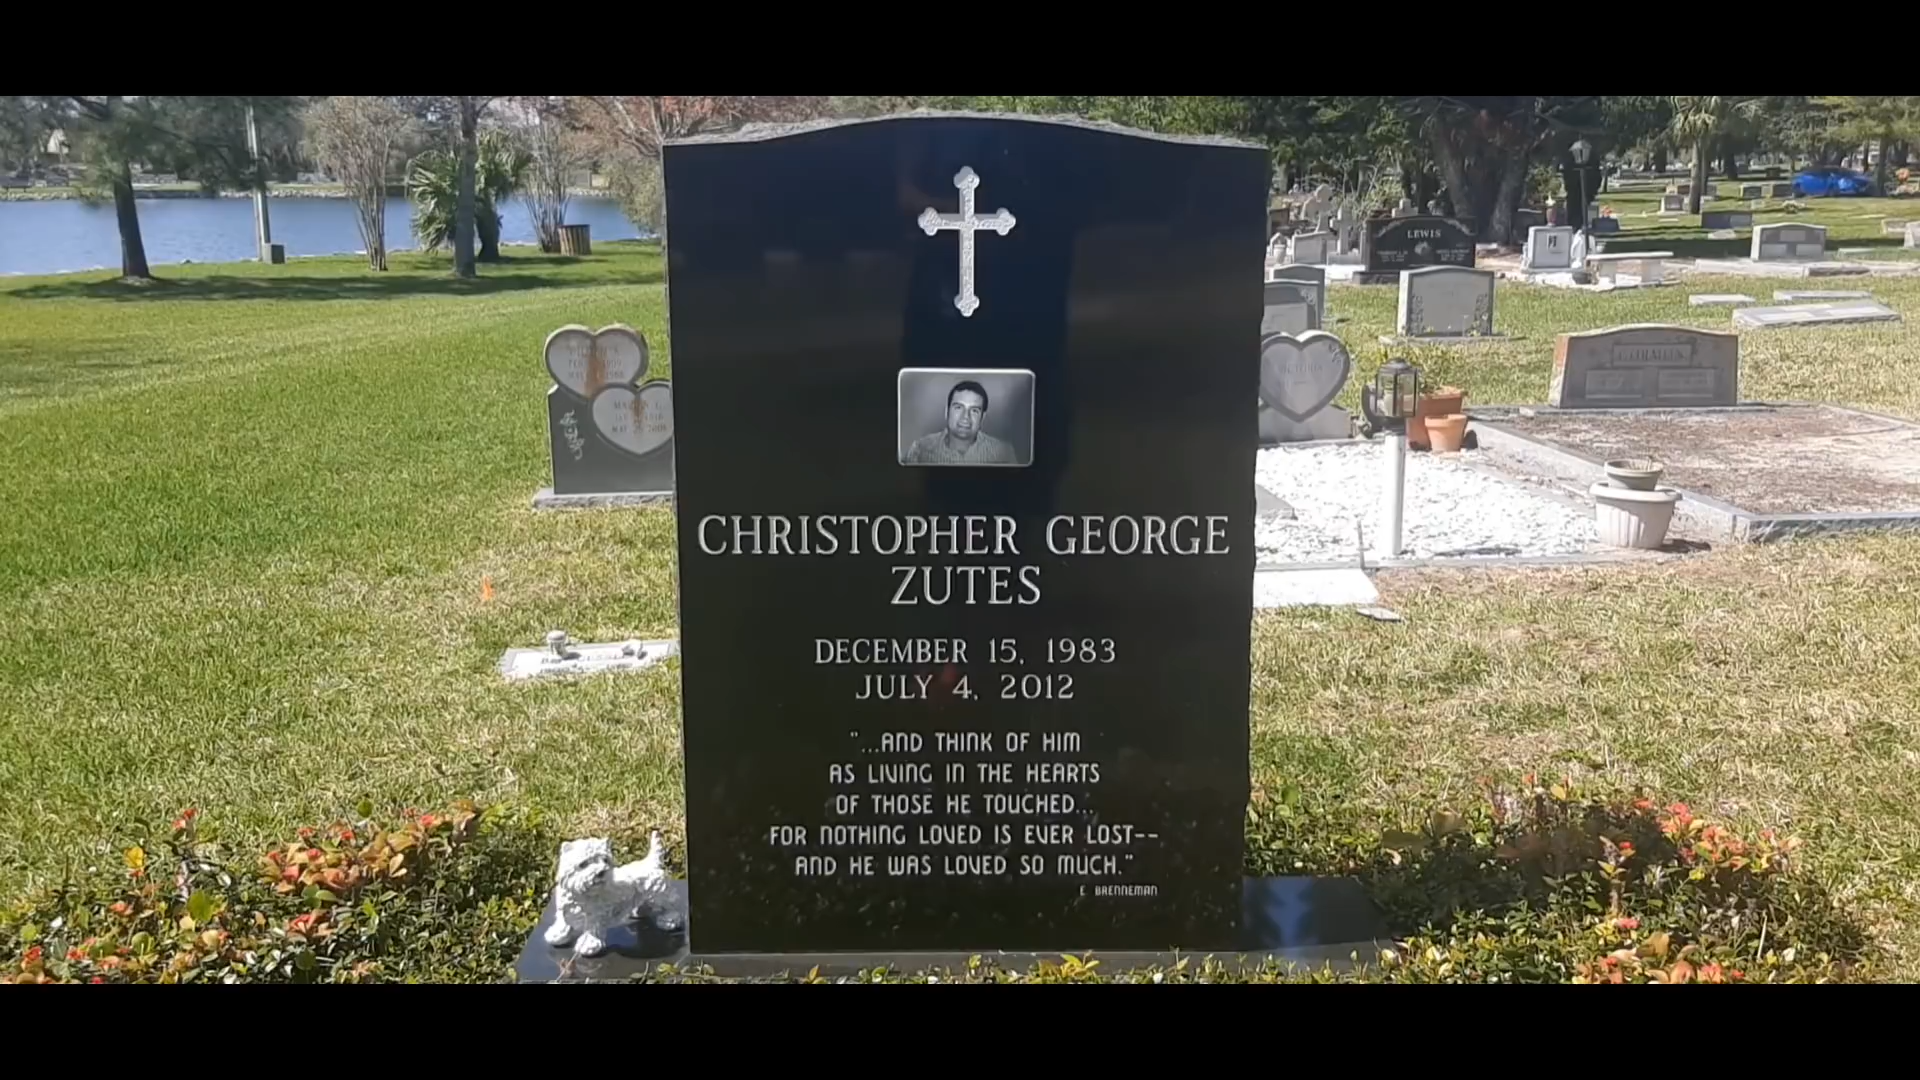 LEWIS
CHRISTOPHER GEORGE
ZUTES
DECEMBER 15, 1983
JULY 4, 2012
"...AND THINK OF HIM
AS LIVING IN THE HEARTS
OF THOSE HE TOUCHED...
FOR NOTHING LOVED IS EVER LOST--
AND HE WAS LOVED SO MUCH."
E BRENNEMAN